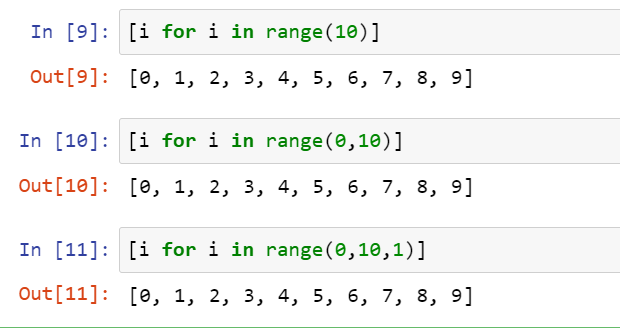 In [9]: [i for i in range(10)]
Out[9]: [0, 1, 2, 3, 4, 5, 6, 7, 8, 9]
In [10]: [i for i in range(0,10)]
Out[10]: [0, 1, 2, 3, 4, 5, 6, 7, 8, 9]
In [11]: [i for i in range(0,10,1)]
Out[11]: [0, 1, 2, 3, 4, 5, 6, 7, 8, 9]